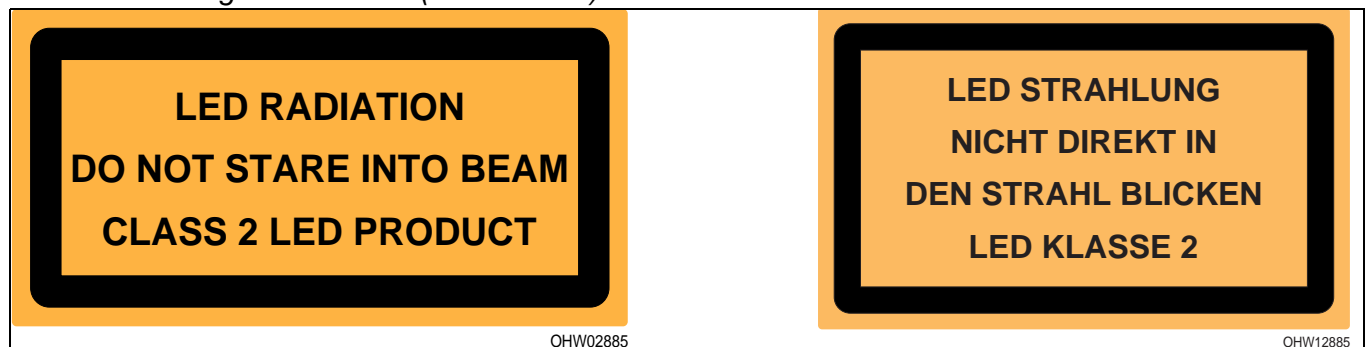 LED RADIATION
DO NOT STARE INTO BEAM
CLASS 2 LED PRODUCT
OHW02885
LED STRAHLUNG
NICHT DIREKT IN
DEN STRAHL BLICKEN
LED KLASSE 2
OHW12885